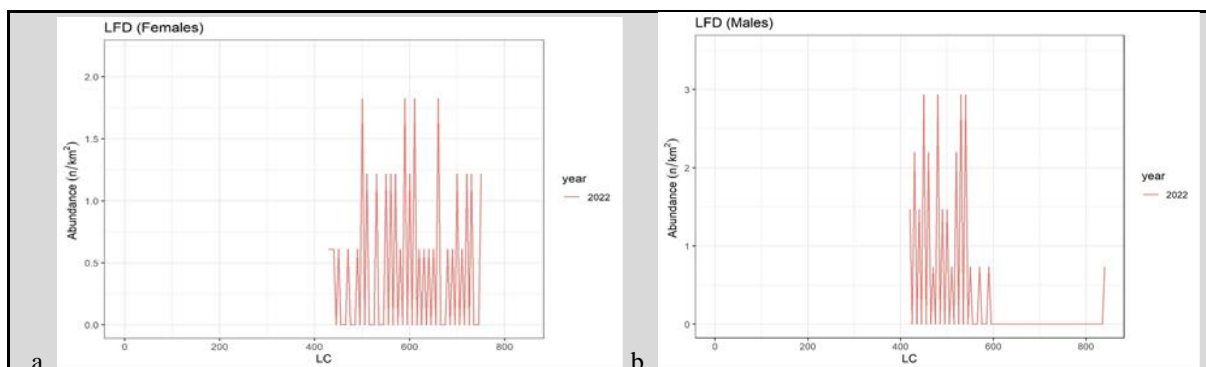 LFD (Females)
2.0
1.5
1.0
0.5
0.0
Abundance (n/km²)
0
200
400
600
800
LC
year
2022
a
LFD (Males)
3
2
1
0
Abundance (n/km²)
0
200
400
600
800
LC
year
2022
b